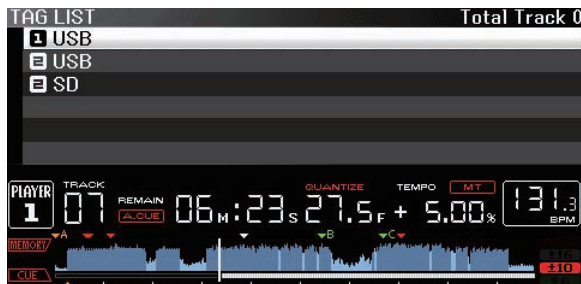 TAG LIST Total Track 0
1 USB
2 USB
2 SD
PLAYER 1 TRACK 07 REMAIN A.CUE 06M:23S27.5F QUANTIZE TEMPO MT + 5.00% 131.3 BPM
A B C
MEMORY
CUE ±16
±10